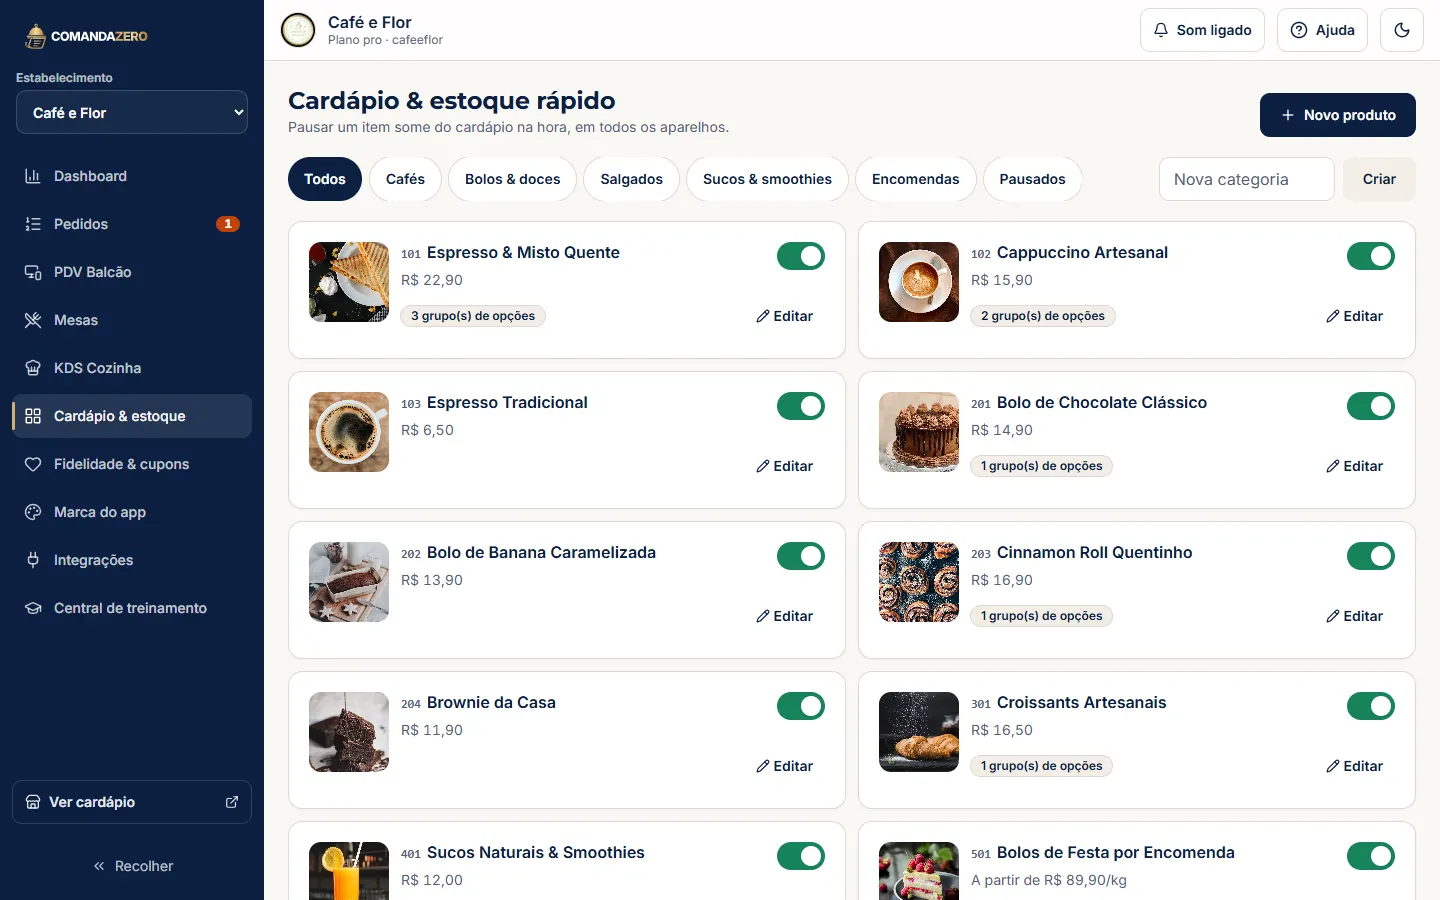 COMANDAZERO
Estabelecimento
Café e Flor
Dashboard
Pedidos
1
PDV Balcão
Mesas
KDS Cozinha
Cardápio & estoque
Fidelidade & cupons
Marca do app
Integrações
Central de treinamento
Ver cardápio
Recolher
Café e Flor
Plano pro · cafeeflor
Som ligado
Ajuda
Cardápio & estoque rápido
Pausar um item some do cardápio na hora, em todos os aparelhos.
Novo produto
Todos
Cafés
Bolos & doces
Salgados
Sucos & smoothies
Encomendas
Pausados
Nova categoria
Criar
101 Espresso & Misto Quente
R$ 22,90
3 grupo(s) de opções
Editar
102 Cappuccino Artesanal
R$ 15,90
2 grupo(s) de opções
Editar
103 Espresso Tradicional
R$ 6,50
Editar
201 Bolo de Chocolate Clássico
R$ 14,90
1 grupo(s) de opções
Editar
202 Bolo de Banana Caramelizada
R$ 13,90
Editar
203 Cinnamon Roll Quentinho
R$ 16,90
1 grupo(s) de opções
Editar
204 Brownie da Casa
R$ 11,90
Editar
301 Croissants Artesanais
R$ 16,50
1 grupo(s) de opções
Editar
401 Sucos Naturais & Smoothies
R$ 12,00
501 Bolos de Festa por Encomenda
A partir de R$ 89,90/kg